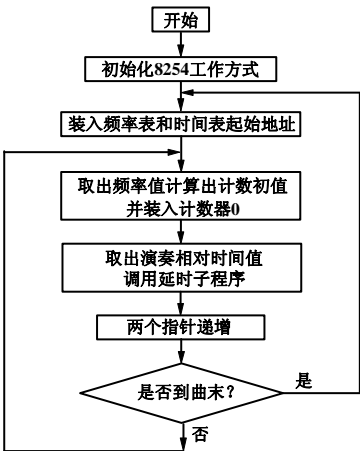 开始
初始化8254工作方式
装入频率表和时间表起始地址
取出频率值计算出计数初值
并装入计数器0
取出演奏相对时间值
调用延时子程序
两个指针递增
是否到曲末?
是
否